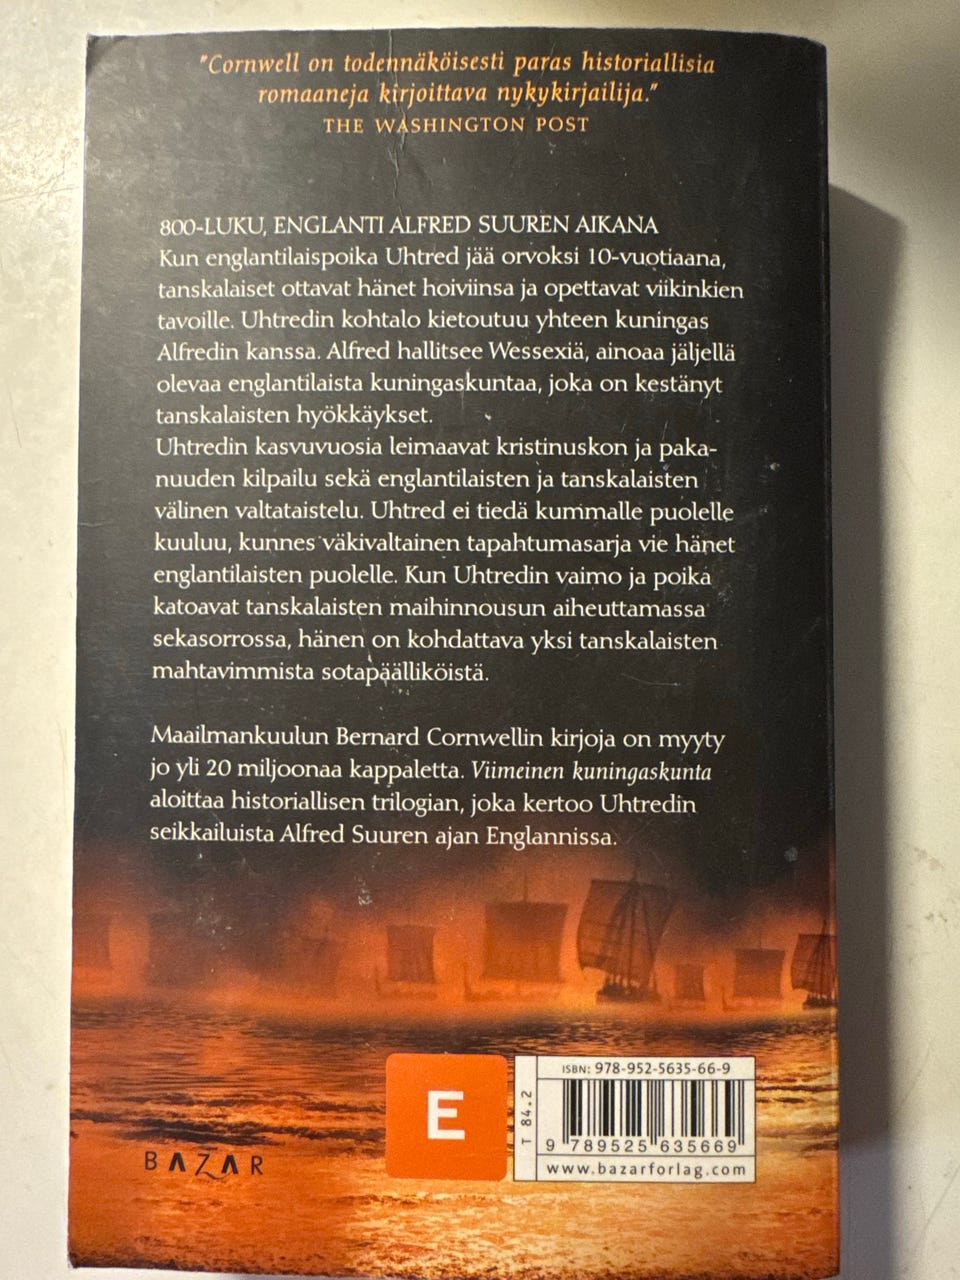 "Cornwell on todennäköisesti paras historiallisia
romaaneja kirjoittava nykykirjailija."
THE WASHINGTON POST
800-LUKU, ENGLANTI ALFRED SUUREN AIKANA
Kun englantilaispoika Uhtred jää orvoksi 10-vuotiaana,
tanskalaiset ottavat hänet hoiviinsa ja opettavat viikinkien
tavoille. Uhtredin kohtalo kietoutuu yhteen kuningas
Alfredin kanssa. Alfred hallitsee Wessexiä, ainoaa jäljellä
olevaa englantilaista kuningaskuntaa, joka on kestänyt
tanskalaisten hyökkäykset.
Uhtredin kasvuvuosia leimaavat kristinuskon ja paka-
nuuden kilpailu sekä englantilaisten ja tanskalaisten
välinen valtataistelu. Uhtred ei tiedä kummalle puolelle
kuuluu, kunnes väkivaltainen tapahtumasarja vie hänet
englantilaisten puolelle. Kun Uhtredin vaimo ja poika
katoavat tanskalaisten maihinnousun aiheuttamassa
sekasorrossa, hänen on kohdattava yksi tanskalaisten
mahtavimmista sotapäälliköistä.
Maailmankuulun Bernard Cornwellin kirjoja on myyty
jo yli 20 miljoonaa kappaletta. Viimeinen kuningaskunta
aloittaa historiallisen trilogian, joka kertoo Uhtredin
seikkailuista Alfred Suuren ajan Englannissa.
BAZAR
E
T 84.2
ISBN: 978-952-5635-66-9
9 789525 635669
www.bazarforlag.com